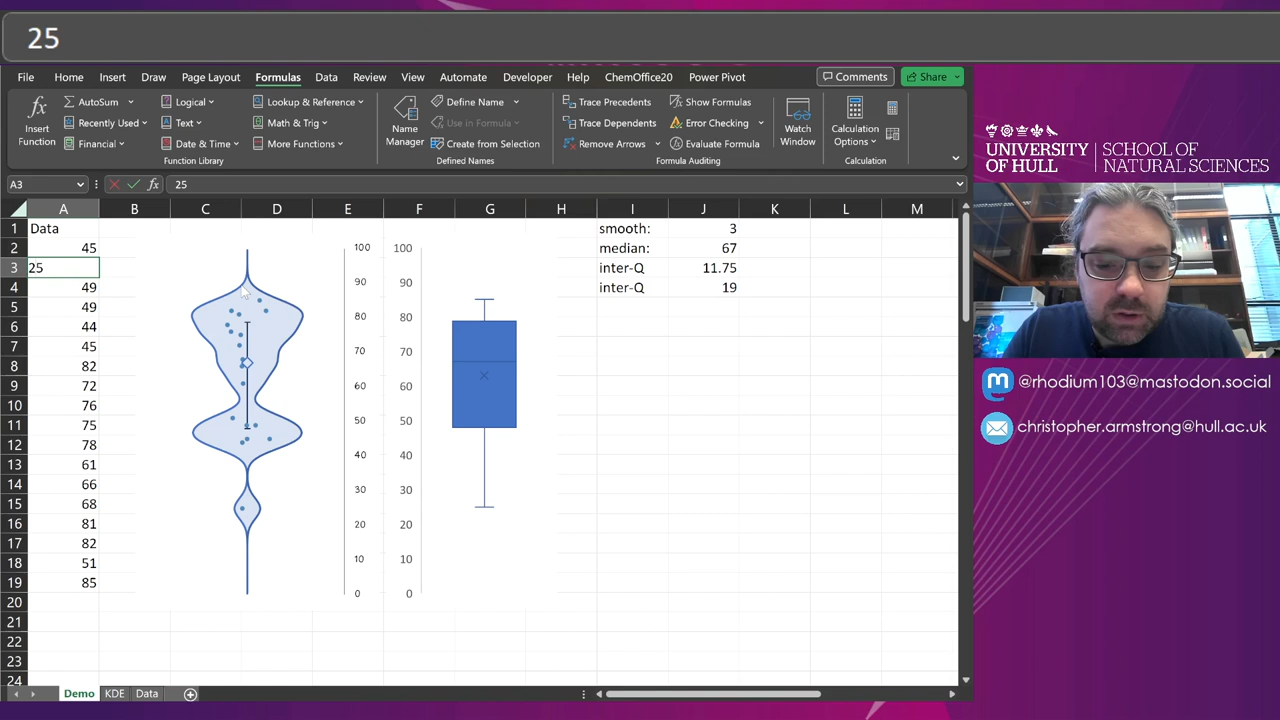 25
File Home Insert Draw Page Layout Formulas Data Review View Automate Developer Help ChemOffice20 Power Pivot Comments Share
fx Insert Function
AutoSum
Recently Used
Financial
Logical
Text
Date & Time
Lookup & Reference
Math & Trig
More Functions
Function Library
Name Manager
Define Name
Use in Formula
Create from Selection
Defined Names
Trace Precedents
Trace Dependents
Remove Arrows
Show Formulas
Error Checking
Evaluate Formula
Formula Auditing
Watch Window
Calculation Options
Calculation
A3 fx 25
A B C D E F G H I J K L M
1 Data smooth: 3
2 45 median: 67
3 25 inter-Q 11.75
4 49 inter-Q 19
5 49
6 44
7 45
8 82
9 72
10 76
11 75
12 78
13 61
14 66
15 68
16 81
17 82
18 51
19 85
20
21
22
23
24
100 100
90 90
80 80
70 70
60 60
50 50
40 40
30 30
20 20
10 10
0 0
Demo KDE Data
UNIVERSITY OF HULL
SCHOOL OF NATURAL SCIENCES
m @rhodium103@mastodon.social
christopher.armstrong@hull.ac.uk